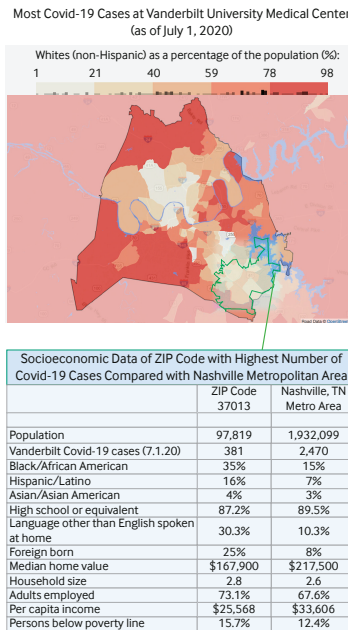 Most Covid-19 Cases at Vanderbilt University Medical Center
(as of July 1, 2020)
Whites (non-Hispanic) as a percentage of the population (%):
1 21 40 59 78 98
Road Data © OpenStreet
Socioeconomic Data of ZIP Code with Highest Number of
Covid-19 Cases Compared with Nashville Metropolitan Area
ZIP Code Nashville, TN
37013 Metro Area
Population 97,819 1,932,099
Vanderbilt Covid-19 cases (7.1.20) 381 2,470
Black/African American 35% 15%
Hispanic/Latino 16% 7%
Asian/Asian American 4% 3%
High school or equivalent 87.2% 89.5%
Language other than English spoken
at home 30.3% 10.3%
Foreign born 25% 8%
Median home value $167,900 $217,500
Household size 2.8 2.6
Adults employed 73.1% 67.6%
Per capita income $25,568 $33,606
Persons below poverty line 15.7% 12.4%